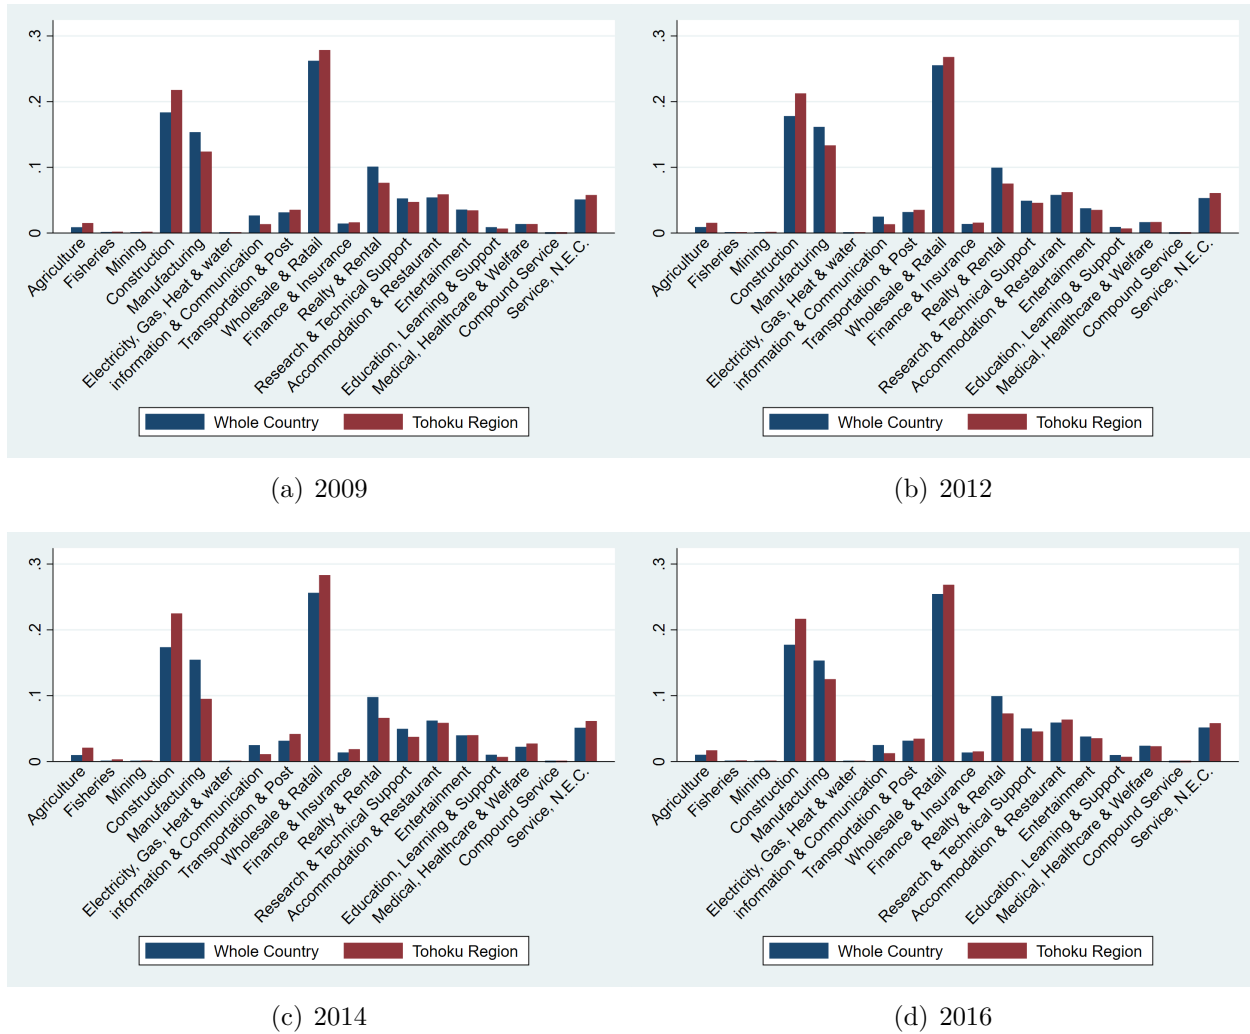 .3
.2
.1
0
Agriculture
Fisheries
Mining
Construction
Manufacturing
Electricity, Gas, Heat & water
information & Communication
Transportation & Post
Wholesale & Ratail
Finance & Insurance
Realty & Rental
Research & Technical Support
Accommodation & Restaurant
Entertainment
Education, Learning & Support
Medical, Healthcare & Welfare
Compound Service
Service, N.E.C.
Whole Country
Tohoku Region
(a) 2009
.3
.2
.1
0
Agriculture
Fisheries
Mining
Construction
Manufacturing
Electricity, Gas, Heat & water
information & Communication
Transportation & Post
Wholesale & Ratail
Finance & Insurance
Realty & Rental
Research & Technical Support
Accommodation & Restaurant
Entertainment
Education, Learning & Support
Medical, Healthcare & Welfare
Compound Service
Service, N.E.C.
Whole Country
Tohoku Region
(b) 2012
.3
.2
.1
0
Agriculture
Fisheries
Mining
Construction
Manufacturing
Electricity, Gas, Heat & water
information & Communication
Transportation & Post
Wholesale & Ratail
Finance & Insurance
Realty & Rental
Research & Technical Support
Accommodation & Restaurant
Entertainment
Education, Learning & Support
Medical, Healthcare & Welfare
Compound Service
Service, N.E.C.
Whole Country
Tohoku Region
(c) 2014
.3
.2
.1
0
Agriculture
Fisheries
Mining
Construction
Manufacturing
Electricity, Gas, Heat & water
information & Communication
Transportation & Post
Wholesale & Ratail
Finance & Insurance
Realty & Rental
Research & Technical Support
Accommodation & Restaurant
Entertainment
Education, Learning & Support
Medical, Healthcare & Welfare
Compound Service
Service, N.E.C.
Whole Country
Tohoku Region
(d) 2016